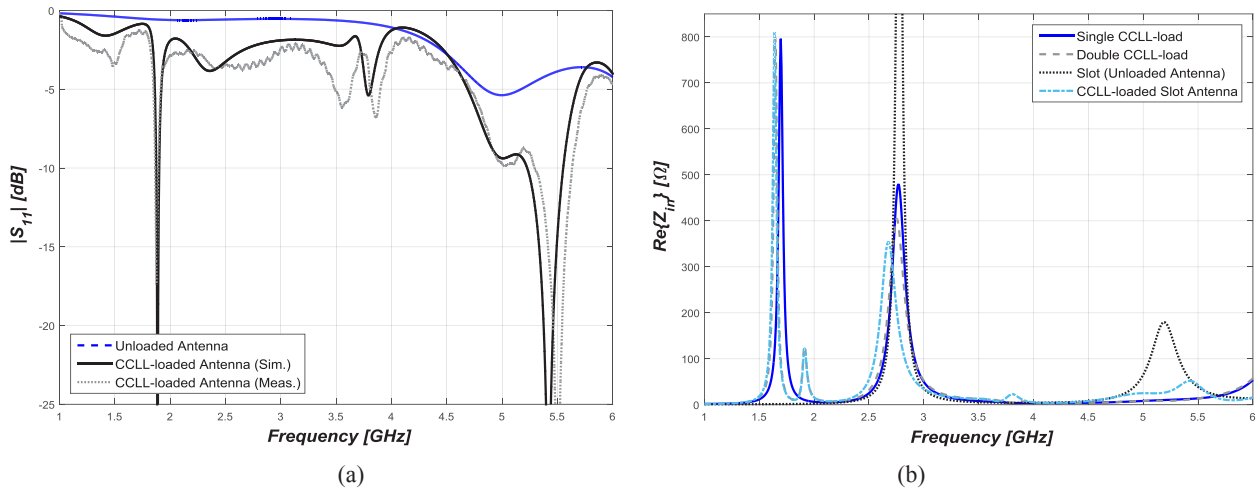 0
-5
-10
-15
-20
-25
|S11| [dB]
Unloaded Antenna
CCLL-loaded Antenna (Sim.)
CCLL-loaded Antenna (Meas.)
1 1.5 2 2.5 3 3.5 4 4.5 5 5.5 6
Frequency [GHz]
(a)
800
700
600
500
400
300
200
100
0
Re{Zin} [Ω]
Single CCLL-load
Double CCLL-load
Slot (Unloaded Antenna)
CCLL-loaded Slot Antenna
1 1.5 2 2.5 3 3.5 4 4.5 5 5.5 6
Frequency [GHz]
(b)